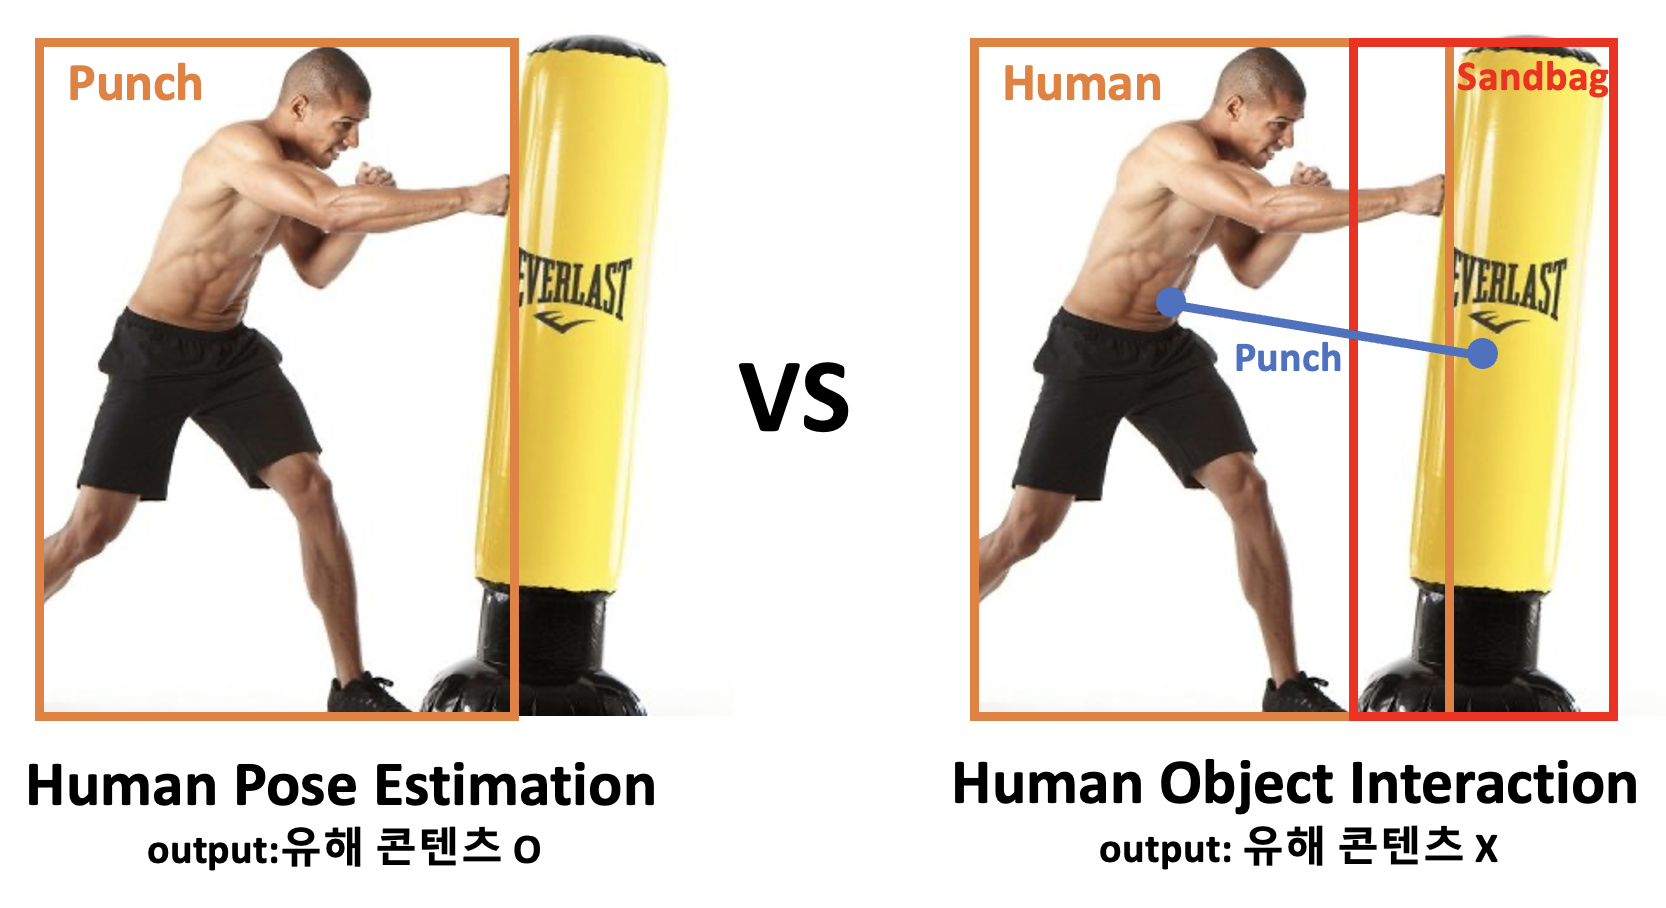 Punch
EVERLAST
Human Pose Estimation
output:유해 콘텐츠 O
VS
Human
Sandbag
EVERLAST
Punch
Human Object Interaction
output: 유해 콘텐츠 X